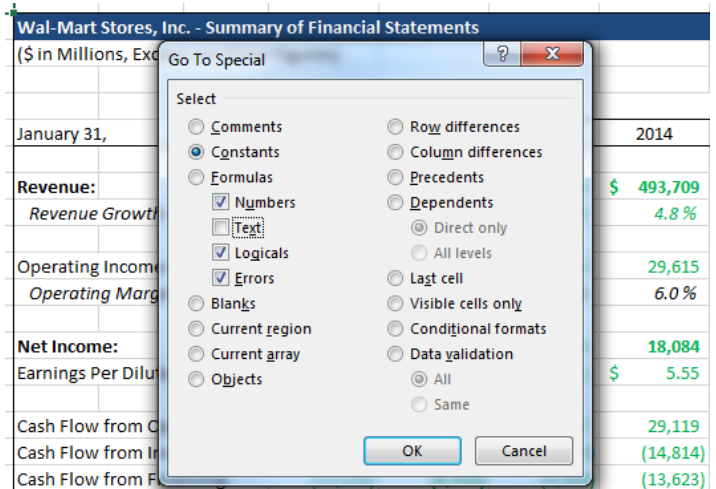 Wal-Mart Stores, Inc. - Summary of Financial Statements
($ in Millions,
Go To Special
Select
Comments
Constants
Formulas
Numbers
Text
Logicals
Errors
Blanks
Current region
Current array
Objects
Row differences
Column differences
Precedents
Dependents
Direct only
All levels
Last cell
Visible cells only
Conditional formats
Data validation
All
Same
OK Cancel
January 31, 2014
Revenue: $ 493,709
Revenue Growth 4.8 %
Operating Income 29,615
Operating Marg 6.0 %
Net Income: 18,084
Earnings Per Dilut $ 5.55
Cash Flow from O 29,119
Cash Flow from In (14,814)
Cash Flow from (13,623)